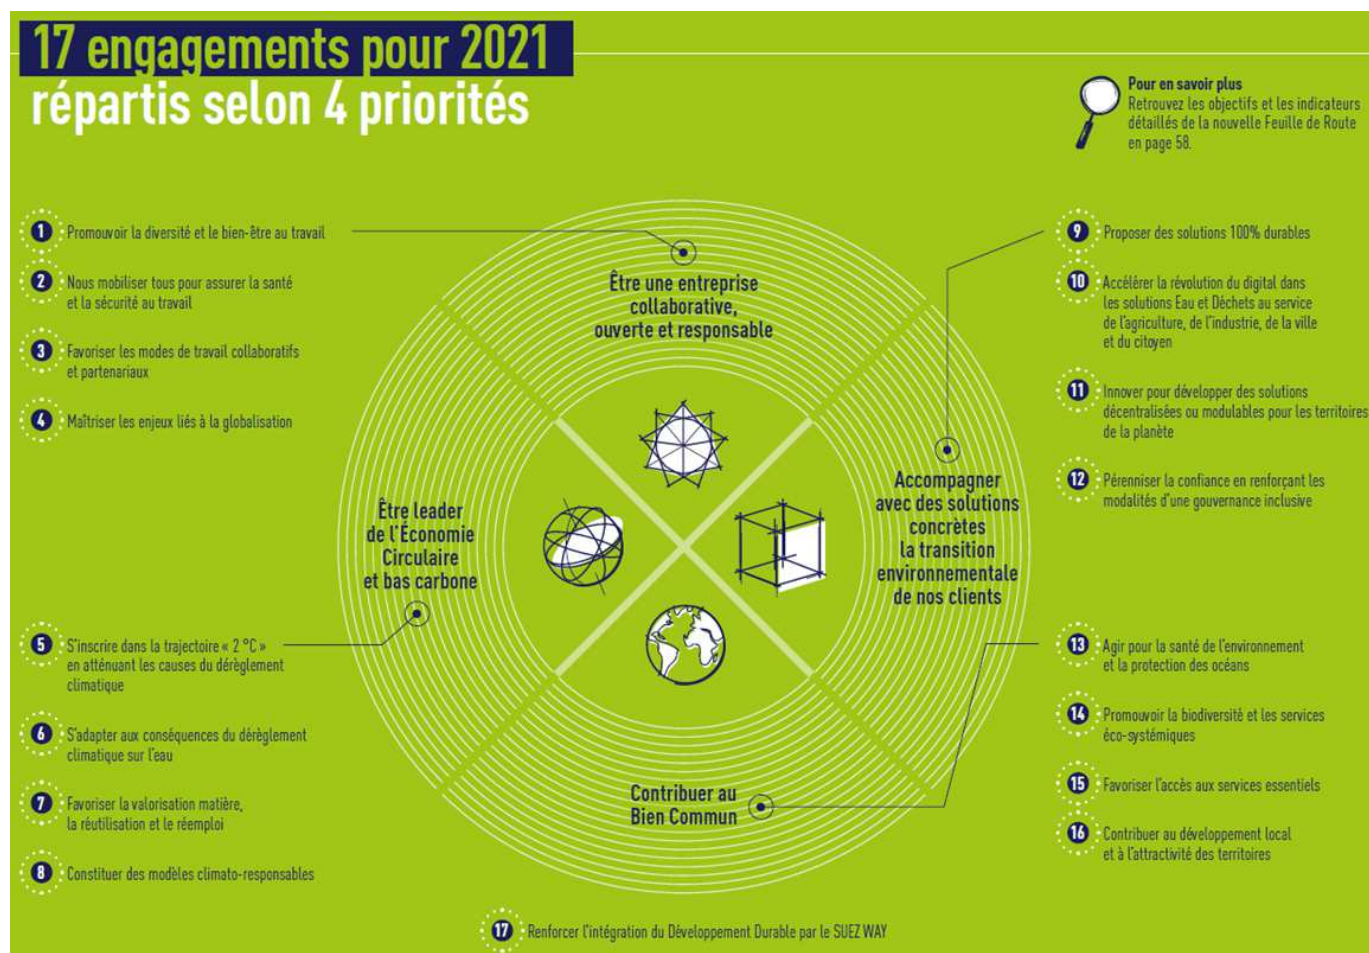 17 engagements pour 2021
répartis selon 4 priorités
Pour en savoir plus
Retrouvez les objectifs et les indicateurs
détaillés de la nouvelle Feuille de Route
en page 58.
1 Promouvoir la diversité et le bien-être au travail
2 Nous mobiliser tous pour assurer la santé
et la sécurité au travail
3 Favoriser les modes de travail collaboratifs
et partenariaux
4 Maîtriser les enjeux liés à la globalisation
Être une entreprise
collaborative,
ouverte et responsable
9 Proposer des solutions 100% durables
10 Accélérer la révolution du digital dans
les solutions Eau et Déchets au service
de l'agriculture, de l'industrie, de la ville
et du citoyen
11 Innover pour développer des solutions
décentralisées ou modulables pour les territoires
de la planète
12 Pérenniser la confiance en renforçant les
modalités d'une gouvernance inclusive
Être leader
de l'Économie
Circulaire
et bas carbone
Accompagner
avec des solutions
concrètes
la transition
environnementale
de nos clients
5 S'inscrire dans la trajectoire « 2 °C »
en atténuant les causes du dérèglement
climatique
6 S'adapter aux conséquences du dérèglement
climatique sur l'eau
7 Favoriser la valorisation matière,
la réutilisation et le réemploi
8 Constituer des modèles climato-responsables
Contribuer au
Bien Commun
13 Agir pour la santé de l'environnement
et la protection des océans
14 Promouvoir la biodiversité et les services
éco-systémiques
15 Favoriser l'accès aux services essentiels
16 Contribuer au développement local
et à l'attractivité des territoires
17 Renforcer l'intégration du Développement Durable par le SUEZ WAY